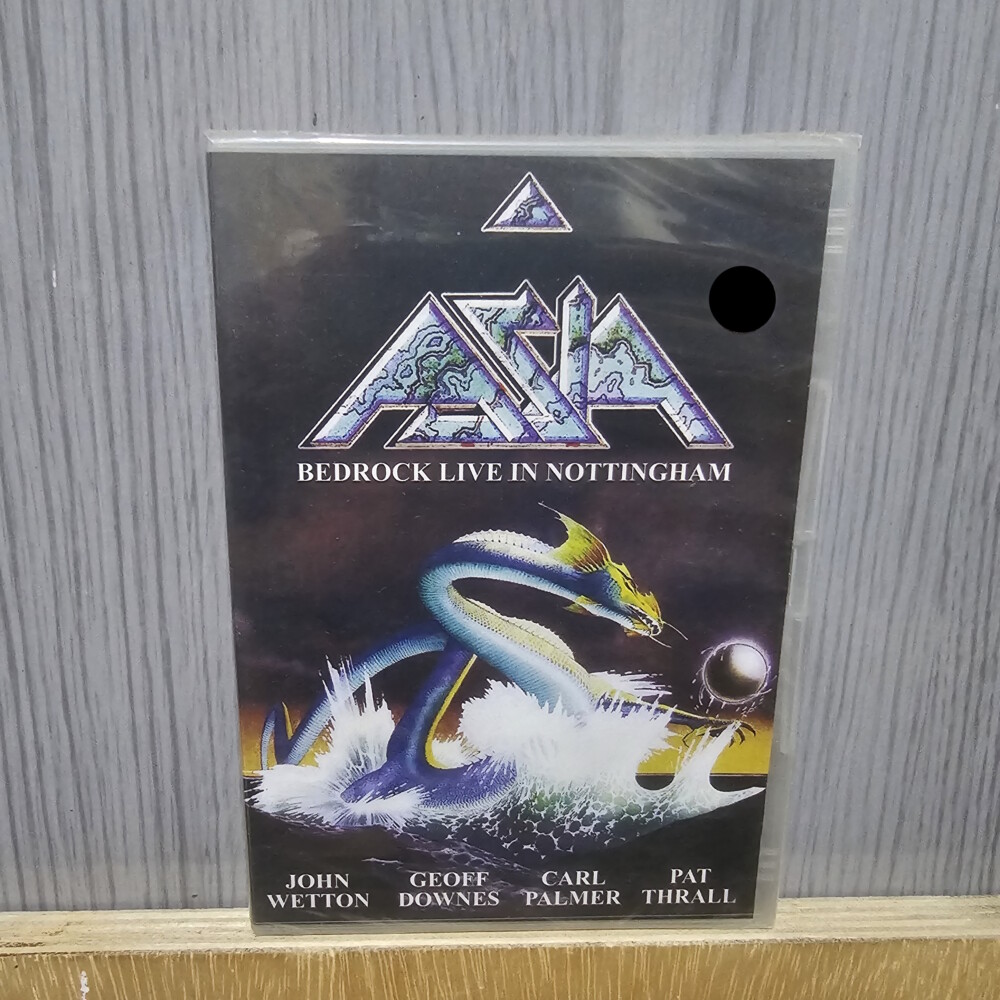 ASIA
BEDROCK LIVE IN NOTTINGHAM
JOHN WETTON
GEOFF DOWNES
CARL PALMER
PAT THRALL